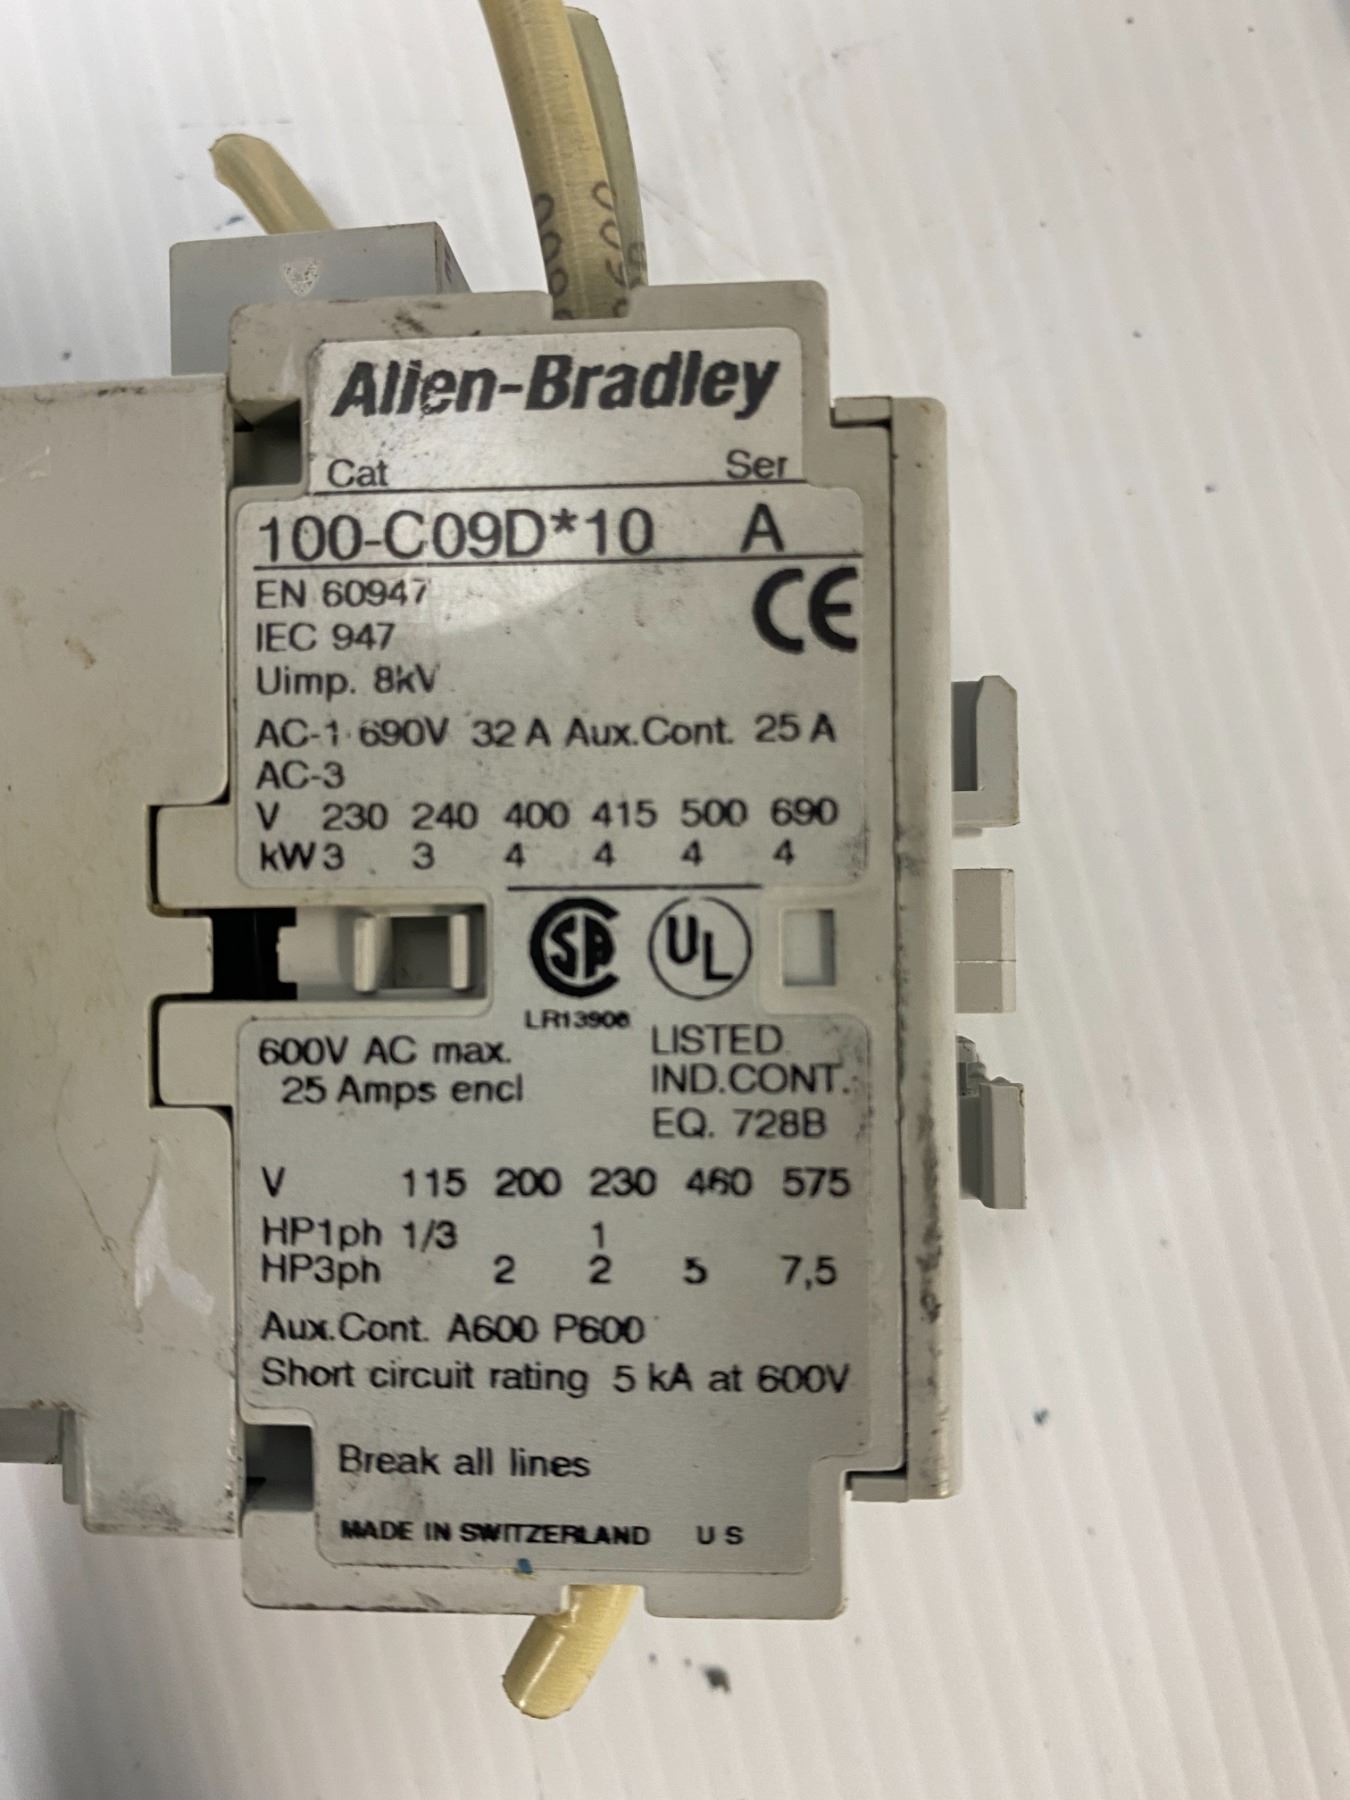 Allen-Bradley
Cat Ser
100-C09D*10 A
EN 60947
IEC 947
CE
Uimp. 8kV
AC-1 690V 32 A Aux.Cont. 25 A
AC-3
V 230 240 400 415 500 690
kW 3 3 4 4 4 4
SA UL
LR13908
600V AC max. LISTED
25 Amps encl IND.CONT.
EQ. 728B
V 115 200 230 460 575
HP1ph 1/3 1
HP3ph 2 2 5 7,5
Aux.Cont. A600 P600
Short circuit rating 5 kA at 600V
Break all lines
MADE IN SWITZERLAND U S